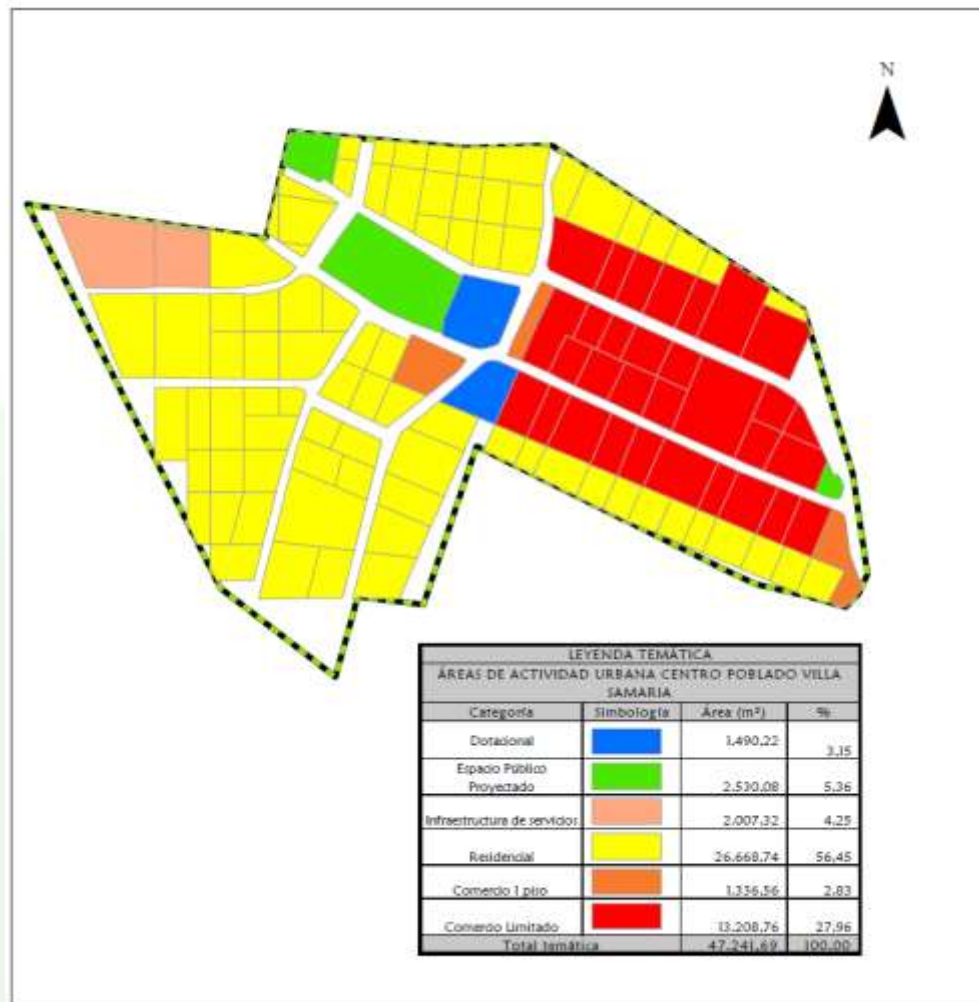 N
LEYENDA TEMÁTICA
ÁREAS DE ACTIVIDAD URBANA CENTRO POBLADO VILLA
SAMARIA
Categoría Simbología Área (m²) %
Dotacional 1.490,22 3,15
Espacio Público
Proyectado 2.530,08 5,36
Infraestructura de servicios 2.007,32 4,25
Residencial 26.668,74 56,45
Comercio 1 piso 1.336,56 2,83
Comercio Limitado 13.208,76 27,96
Total temática 47.241,69 100,00